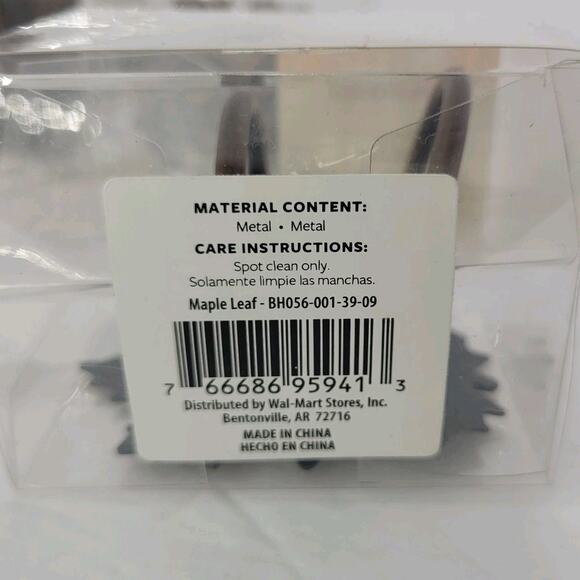 MATERIAL CONTENT:
Metal • Metal
CARE INSTRUCTIONS:
Spot clean only.
Solamente limpie las manchas.
Maple Leaf - BH056-001-39-09
7 66686 95941 3
Distributed by Wal-Mart Stores, Inc.
Bentonville, AR 72716
MADE IN CHINA
HECHO EN CHINA